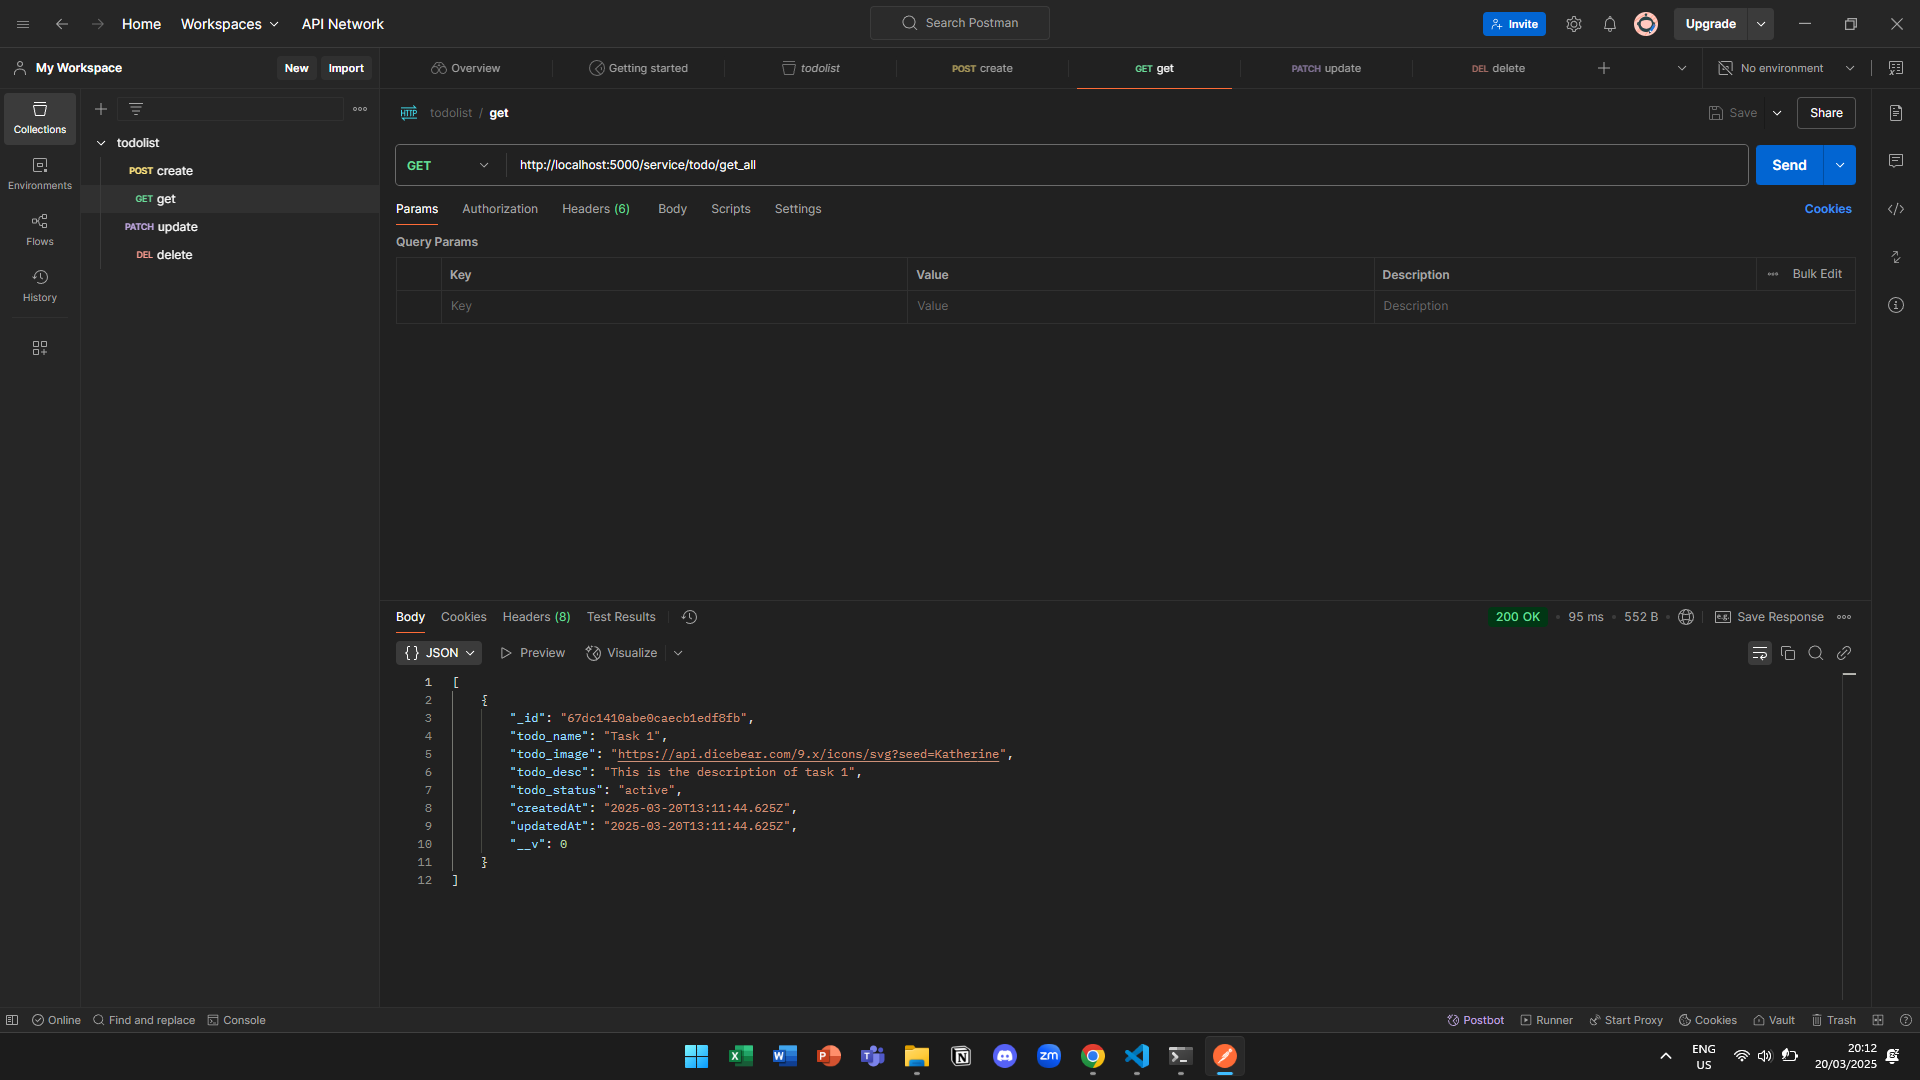 Home Workspaces API Network Search Postman Invite Upgrade
My Workspace New Import Overview Getting started todolist POST create GET get PATCH update DEL delete No environment
Collections
Environments
Flows
History
todolist
POST create
GET get
PATCH update
DEL delete
HTTP todolist / get Save Share
GET http://localhost:5000/service/todo/get_all Send
Params Authorization Headers (6) Body Scripts Settings Cookies
Query Params
Key Value Description Bulk Edit
Key Value Description
Body Cookies Headers (8) Test Results 200 OK 95 ms 552 B e.g. Save Response
{} JSON Preview Visualize
1 [
2 {
3 "_id": "67dc1410abe0caecb1edf8fb",
4 "todo_name": "Task 1",
5 "todo_image": "https://api.dicebear.com/9.x/icons/svg?seed=Katherine",
6 "todo_desc": "This is the description of task 1",
7 "todo_status": "active",
8 "createdAt": "2025-03-20T13:11:44.625Z",
9 "updatedAt": "2025-03-20T13:11:44.625Z",
10 "__v": 0
11 }
12 ]
Online Find and replace Console Postbot Runner Start Proxy Cookies Vault Trash
zm
ENG
US
20:12
20/03/2025